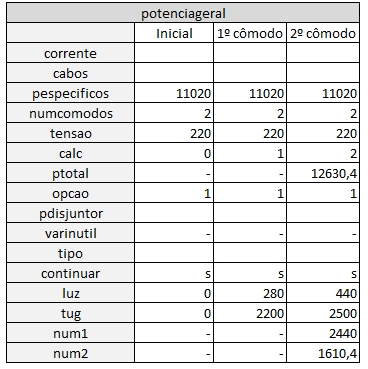 potenciageral
Inicial 1º cômodo 2º cômodo
corrente
cabos
pespecificos 11020 11020 11020
numcomodos 2 2 2
tensao 220 220 220
calc 0 1 2
ptotal - - 12630,4
opcao 1 1 1
pdisjuntor
varinutil - - -
tipo
continuar s s s
luz 0 280 440
tug 0 2200 2500
num1 - - 2440
num2 - - 1610,4